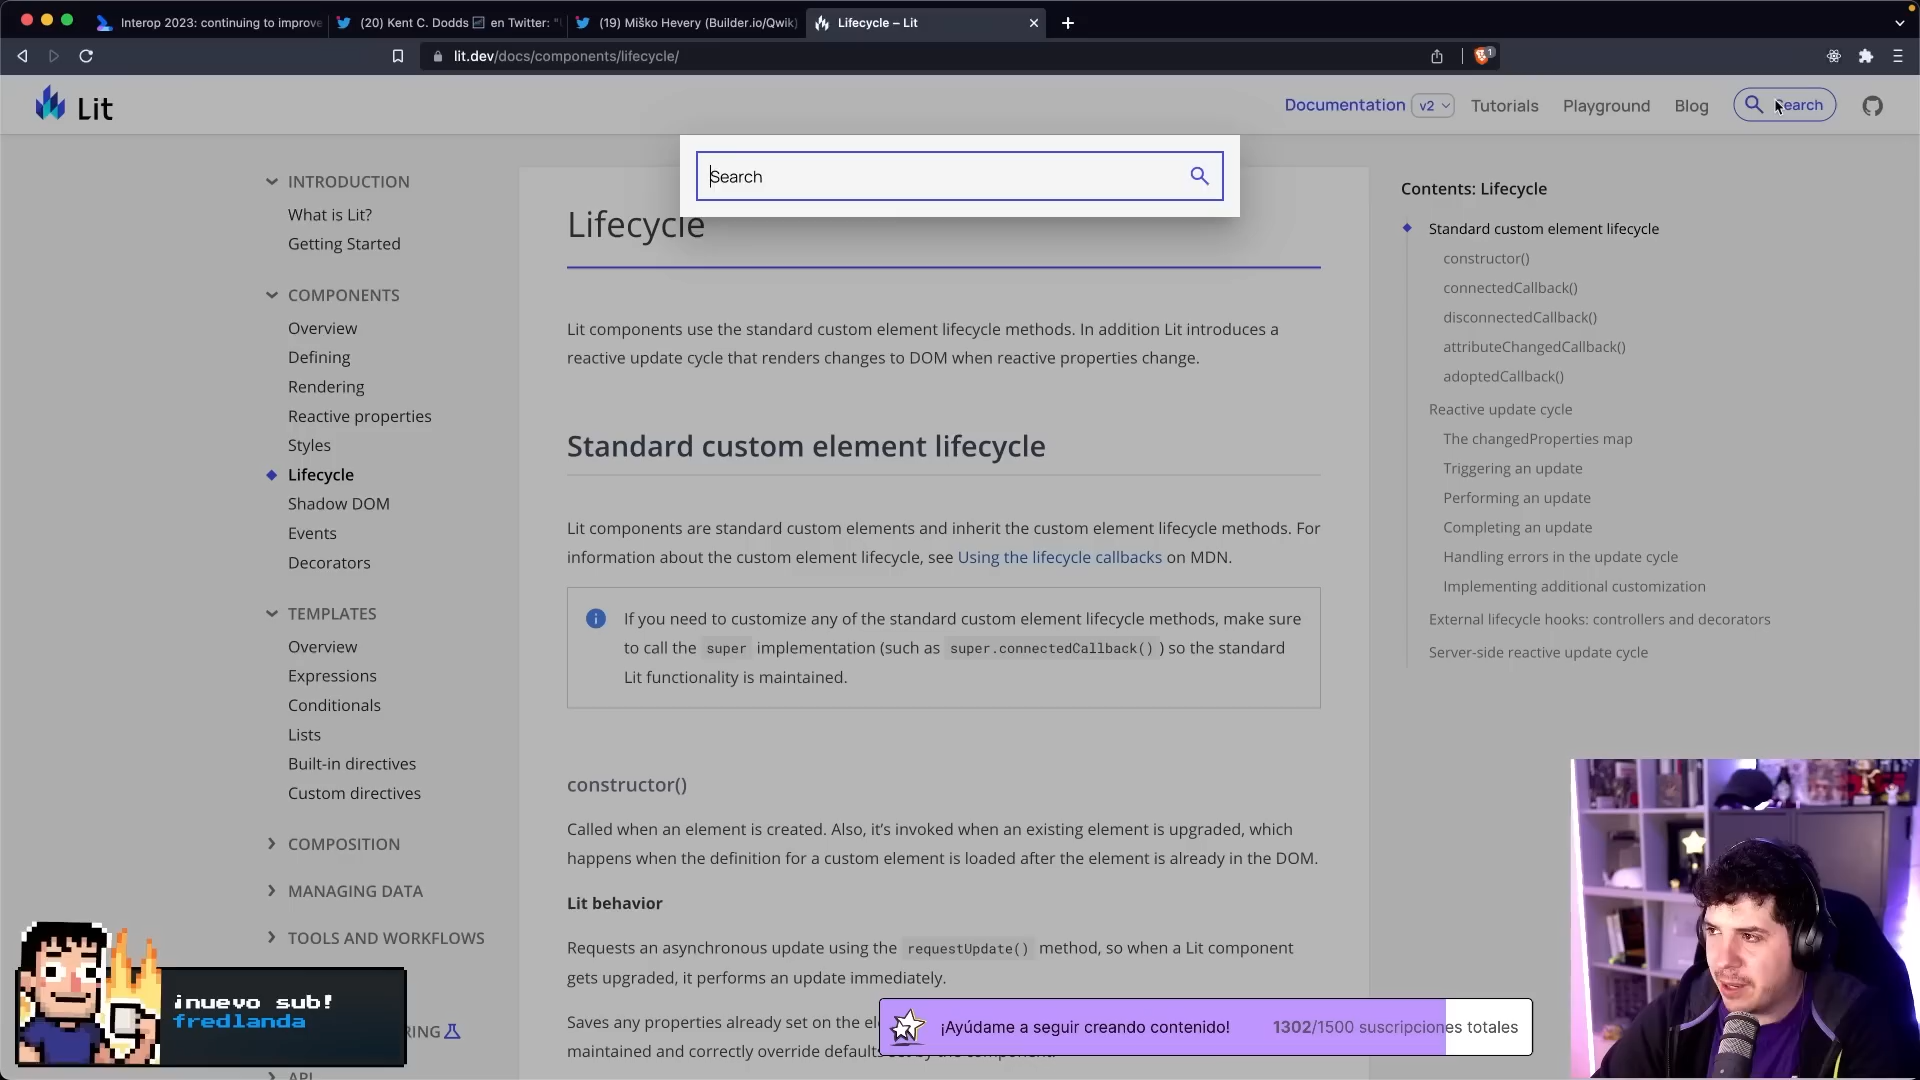 Interop 2023: continuing to improve
(20) Kent C. Dodds en Twitter: "
(19) Miško Hevery (Builder.io/Qwik)
Lifecycle – Lit
lit.dev/docs/components/lifecycle/
1
Lit
Documentation
v2
Tutorials
Playground
Blog
Search
Search
INTRODUCTION
What is Lit?
Getting Started
COMPONENTS
Overview
Defining
Rendering
Reactive properties
Styles
Lifecycle
Shadow DOM
Events
Decorators
TEMPLATES
Overview
Expressions
Conditionals
Lists
Built-in directives
Custom directives
COMPOSITION
MANAGING DATA
TOOLS AND WORKFLOWS
RING
API
Lifecycle
Lit components use the standard custom element lifecycle methods. In addition Lit introduces a
reactive update cycle that renders changes to DOM when reactive properties change.
Standard custom element lifecycle
Lit components are standard custom elements and inherit the custom element lifecycle methods. For
information about the custom element lifecycle, see Using the lifecycle callbacks on MDN.
If you need to customize any of the standard custom element lifecycle methods, make sure
to call the super implementation (such as super.connectedCallback() ) so the standard
Lit functionality is maintained.
constructor()
Called when an element is created. Also, it’s invoked when an existing element is upgraded, which
happens when the definition for a custom element is loaded after the element is already in the DOM.
Lit behavior
Requests an asynchronous update using the requestUpdate() method, so when a Lit component
gets upgraded, it performs an update immediately.
Saves any properties already set on the el
maintained and correctly override defaults set by the component.
Contents: Lifecycle
Standard custom element lifecycle
constructor()
connectedCallback()
disconnectedCallback()
attributeChangedCallback()
adoptedCallback()
Reactive update cycle
The changedProperties map
Triggering an update
Performing an update
Completing an update
Handling errors in the update cycle
Implementing additional customization
External lifecycle hooks: controllers and decorators
Server-side reactive update cycle
¡nuevo sub!
fredlanda
¡Ayúdame a seguir creando contenido!
1302/1500 suscripciones totales